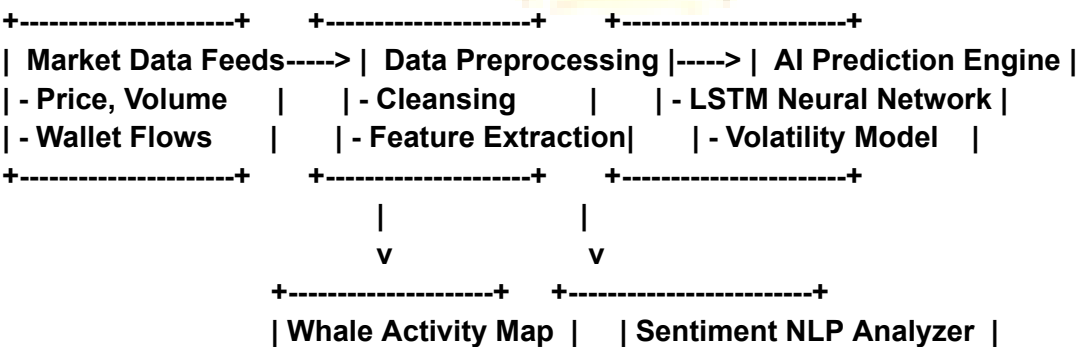 +----------------------+ +---------------------+ +-----------------------+
| Market Data Feeds-----> | Data Preprocessing |-----> | AI Prediction Engine |
| - Price, Volume | | - Cleansing | | - LSTM Neural Network |
| - Wallet Flows | | - Feature Extraction| | - Volatility Model |
+----------------------+ +---------------------+ +-----------------------+
| |
v v
+---------------------+ +-------------------------+
| Whale Activity Map | | Sentiment NLP Analyzer |